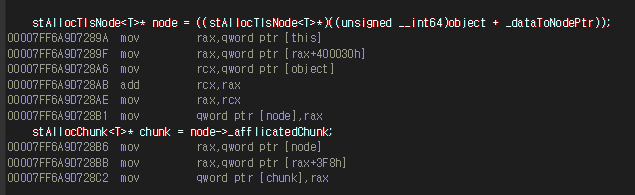 stAllocTlsNode<T>* node = ((stAllocTlsNode<T>*)((unsigned __int64)object + _dataToNodePtr));
00007FF6A9D7289A mov rax,qword ptr [this]
00007FF6A9D7289F mov rax,qword ptr [rax+400030h]
00007FF6A9D728A6 mov rcx,qword ptr [object]
00007FF6A9D728AB add rcx,rax
00007FF6A9D728AE mov rax,rcx
00007FF6A9D728B1 mov qword ptr [node],rax
stAllocChunk<T>* chunk = node->_afflicatedChunk;
00007FF6A9D728B6 mov rax,qword ptr [node]
00007FF6A9D728BB mov rax,qword ptr [rax+3F8h]
00007FF6A9D728C2 mov qword ptr [chunk],rax